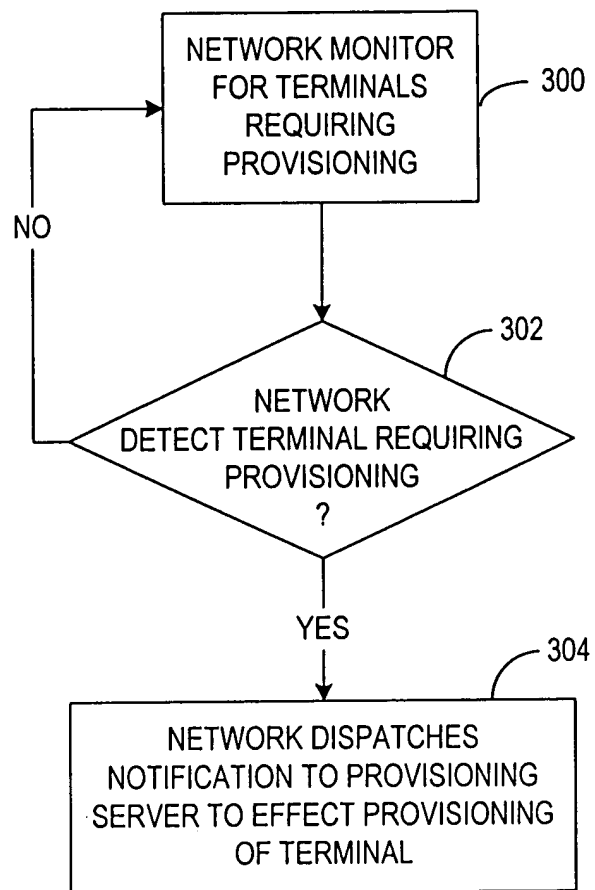 NETWORK MONITOR
FOR TERMINALS
REQUIRING
PROVISIONING
300
NO
302
NETWORK
DETECT TERMINAL REQUIRING
PROVISIONING
?
YES
304
NETWORK DISPATCHES
NOTIFICATION TO PROVISIONING
SERVER TO EFFECT PROVISIONING
OF TERMINAL